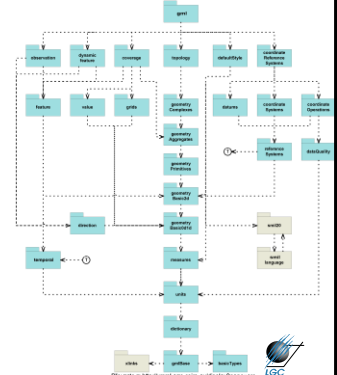 gml
observation
dynamic
Feature
coverage
topology
defaultStyle
coordinate
Reference
Systems
feature
value
grids
geometry
Complexes
datums
coordinate
Systems
coordinate
Operations
geometry
Aggregates
reference
Systems
dataQuality
geometry
Primitives
geometry
Basic2d
direction
geometry
Basic0d1d
temporal
measures
xml
language
units
dictionary
xlinks
gmlBase
basicTypes
LGC